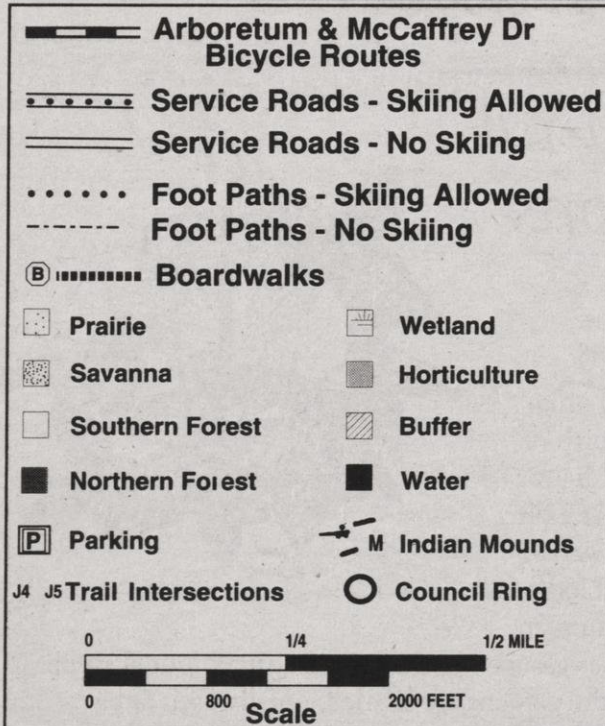 Arboretum & McCaffrey Dr
Bicycle Routes
Service Roads - Skiing Allowed
Service Roads - No Skiing
Foot Paths - Skiing Allowed
Foot Paths - No Skiing
B Boardwalks
Prairie
Wetland
Savanna
Horticulture
Southern Forest
Buffer
Northern Forest
Water
P Parking
M Indian Mounds
J4 J5 Trail Intersections
Council Ring
0 1/4 1/2 MILE
0 800 2000 FEET
Scale